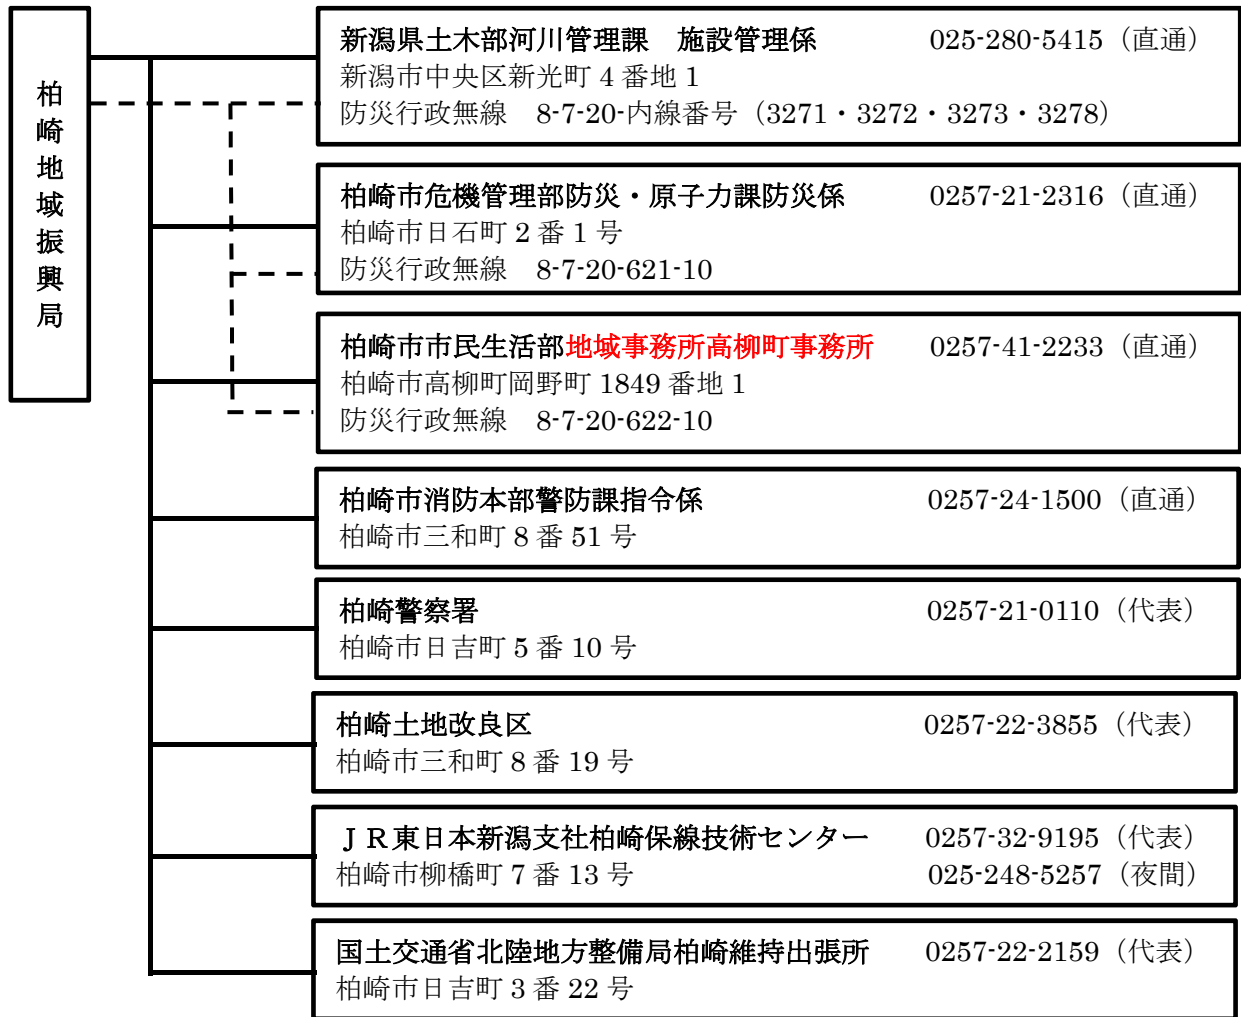 柏崎地域振興局
新潟県土木部河川管理課　施設管理係　025-280-5415（直通）
新潟市中央区新光町 4 番地 1
防災行政無線　8-7-20-内線番号（3271・3272・3273・3278）
柏崎市危機管理部防災・原子力課防災係　0257-21-2316（直通）
柏崎市日石町 2 番 1 号
防災行政無線　8-7-20-621-10
柏崎市市民生活部地域事務所高柳町事務所　0257-41-2233（直通）
柏崎市高柳町岡野町 1849 番地 1
防災行政無線　8-7-20-622-10
柏崎市消防本部警防課指令係　0257-24-1500（直通）
柏崎市三和町 8 番 51 号
柏崎警察署　0257-21-0110（代表）
柏崎市日吉町 5 番 10 号
柏崎土地改良区　0257-22-3855（代表）
柏崎市三和町 8 番 19 号
ＪＲ東日本新潟支社柏崎保線技術センター　0257-32-9195（代表）
柏崎市柳橋町 7 番 13 号　025-248-5257（夜間）
国土交通省北陸地方整備局柏崎維持出張所　0257-22-2159（代表）
柏崎市日吉町 3 番 22 号